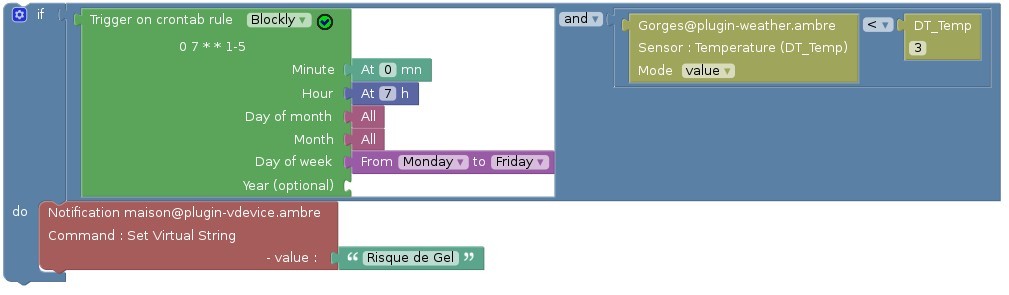 if Trigger on crontab rule Blockly and Gorges@plugin-weather.ambre < DT_Temp
0 7 * * 1-5 Sensor : Temperature (DT_Temp) 3
Minute At 0 mn Mode value
Hour At 7 h
Day of month All
Month All
Day of week From Monday to Friday
Year (optional)
do Notification maison@plugin-vdevice.ambre
Command : Set Virtual String
- value : “ Risque de Gel ”